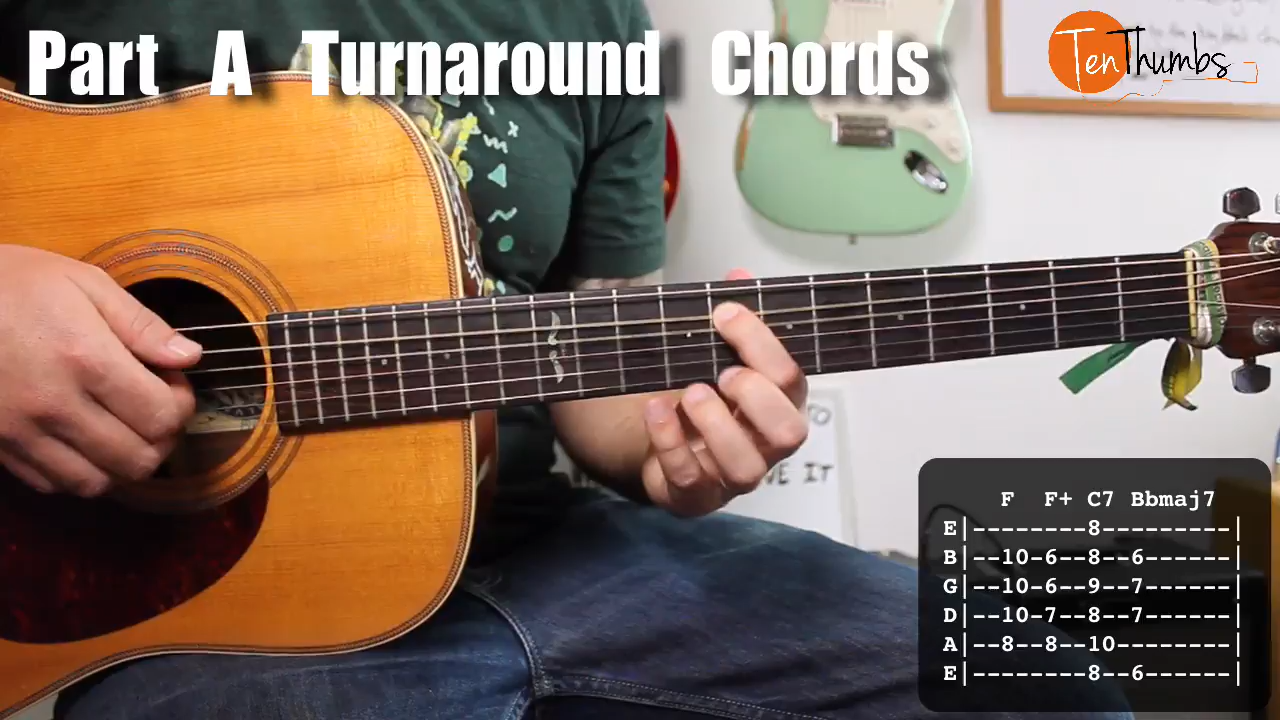 Part A Turnaround Chords
TenThumbs
F F+ C7 Bbmaj7
E|--------8---------|
B|--10-6--8--6------|
G|--10-6--9--7------|
D|--10-7--8--7------|
A|--8--8--10--------|
E|--------8--6------|